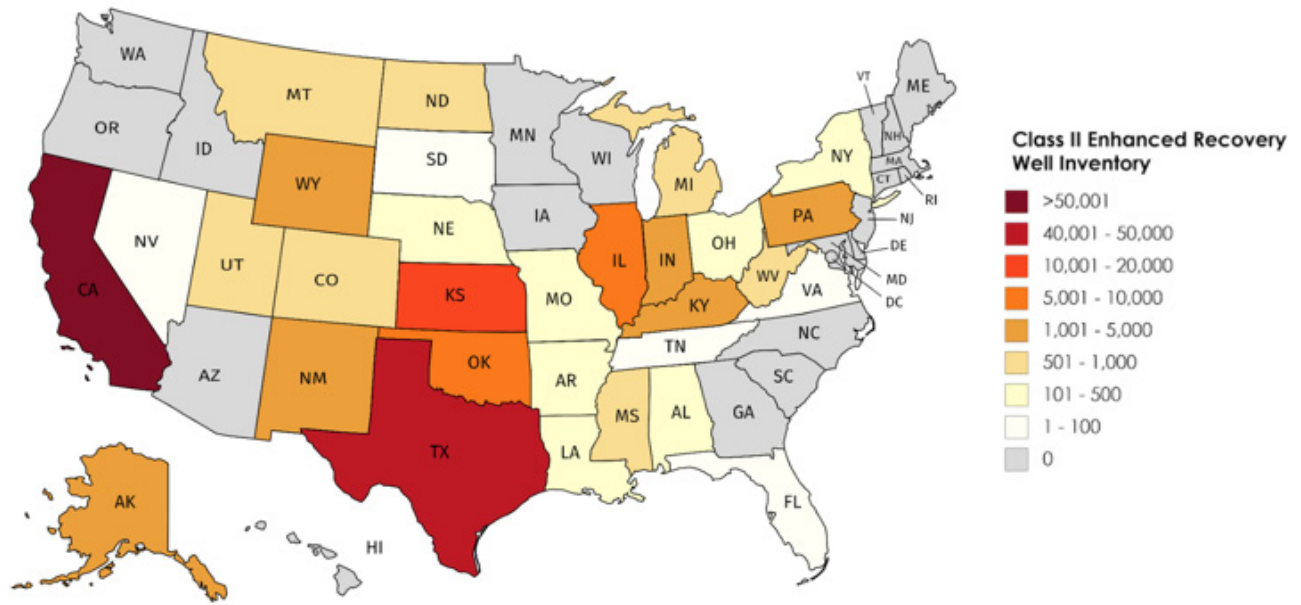 WA
MT
ND
MN
VT
ME
OR
ID
SD
WI
NH
NY
MA
WY
MI
CT
RI
IA
NE
PA
NJ
NV
OH
DE
UT
IL
IN
CO
WV
MD
CA
KS
MO
KY
VA
DC
NC
TN
OK
AZ
NM
AR
SC
MS
AL
GA
TX
LA
AK
FL
HI
Class II Enhanced Recovery
Well Inventory
>50,001
40,001 - 50,000
10,001 - 20,000
5,001 - 10,000
1,001 - 5,000
501 - 1,000
101 - 500
1 - 100
0